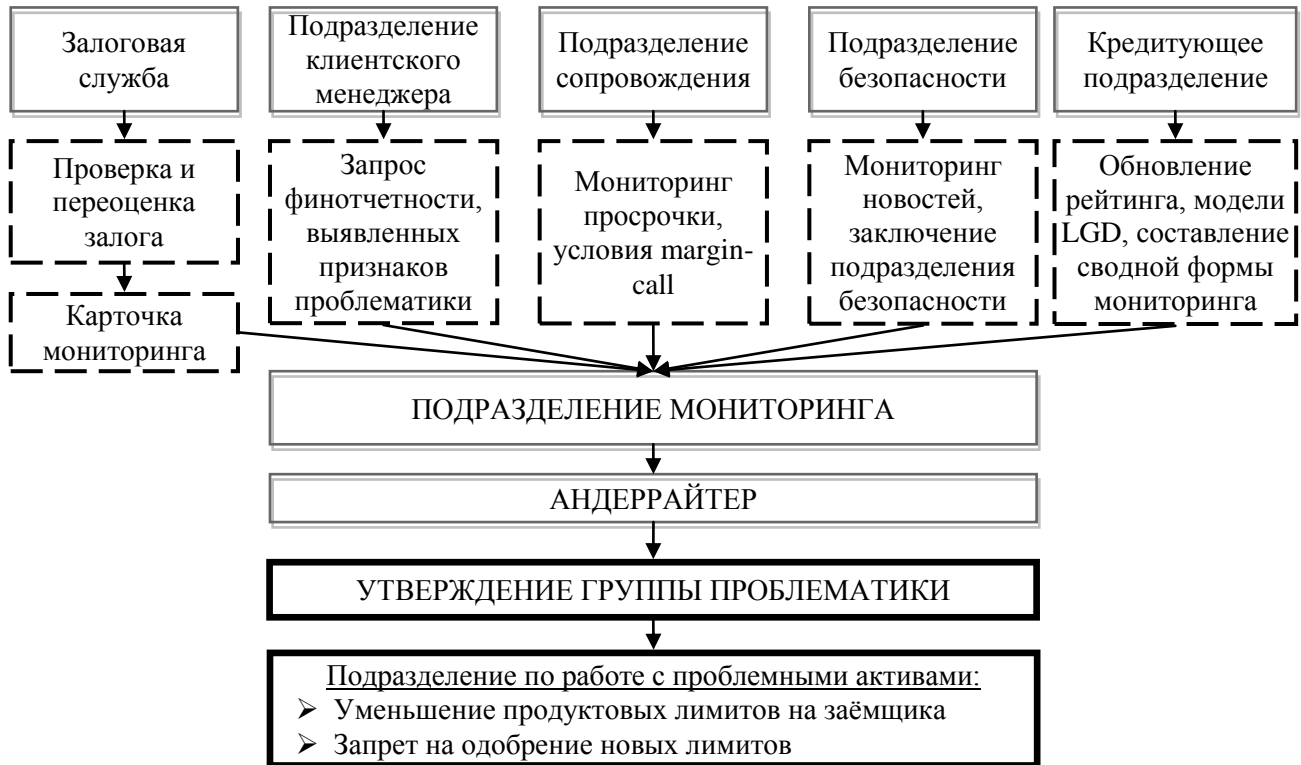 Залоговая
служба
Подразделение
клиентского
менеджера
Подразделение
сопровождения
Подразделение
безопасности
Кредитующее
подразделение
Проверка и
переоценка
залога
Запрос
финотчетности,
выявленных
признаков
проблематики
Мониторинг
просрочки,
условия margin-
call
Мониторинг
новостей,
заключение
подразделения
безопасности
Обновление
рейтинга, модели
LGD, составление
сводной формы
мониторинга
Карточка
мониторинга
ПОДРАЗДЕЛЕНИЕ МОНИТОРИНГА
АНДЕРРАЙТЕР
УТВЕРЖДЕНИЕ ГРУППЫ ПРОБЛЕМАТИКИ
Подразделение по работе с проблемными активами:
➢ Уменьшение продуктовых лимитов на заёмщика
➢ Запрет на одобрение новых лимитов